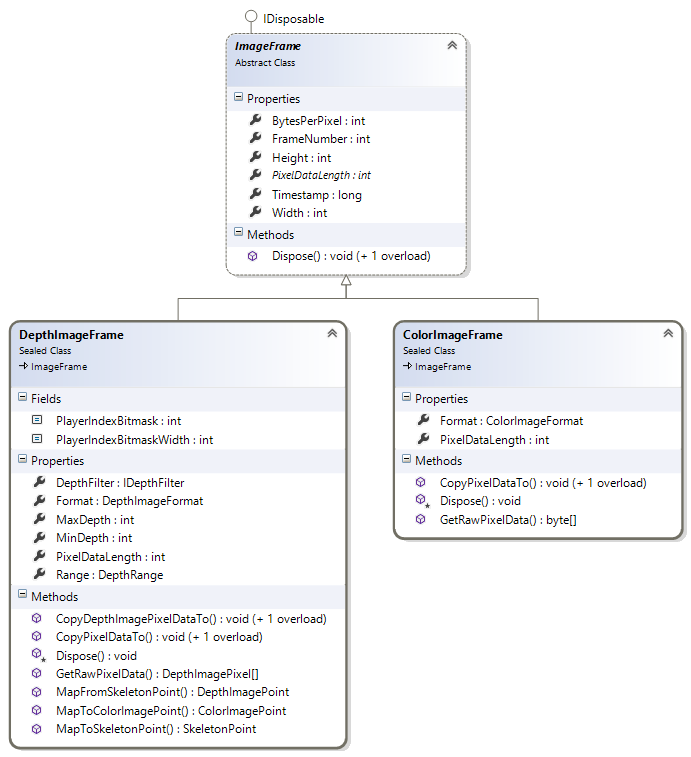 IDisposable
ImageFrame
Abstract Class
Properties
BytesPerPixel : int
FrameNumber : int
Height : int
PixelDataLength : int
Timestamp : long
Width : int
Methods
Dispose() : void (+ 1 overload)
DepthImageFrame
Sealed Class
ImageFrame
Fields
PlayerIndexBitmask : int
PlayerIndexBitmaskWidth : int
Properties
DepthFilter : IDepthFilter
Format : DepthImageFormat
MaxDepth : int
MinDepth : int
PixelDataLength : int
Range : DepthRange
Methods
CopyDepthImagePixelDataTo() : void (+ 1 overload)
CopyPixelDataTo() : void (+ 1 overload)
Dispose() : void
GetRawPixelData() : DepthImagePixel[]
MapFromSkeletonPoint() : DepthImagePoint
MapToColorImagePoint() : ColorImagePoint
MapToSkeletonPoint() : SkeletonPoint
ColorImageFrame
Sealed Class
ImageFrame
Properties
Format : ColorImageFormat
PixelDataLength : int
Methods
CopyPixelDataTo() : void (+ 1 overload)
Dispose() : void
GetRawPixelData() : byte[]